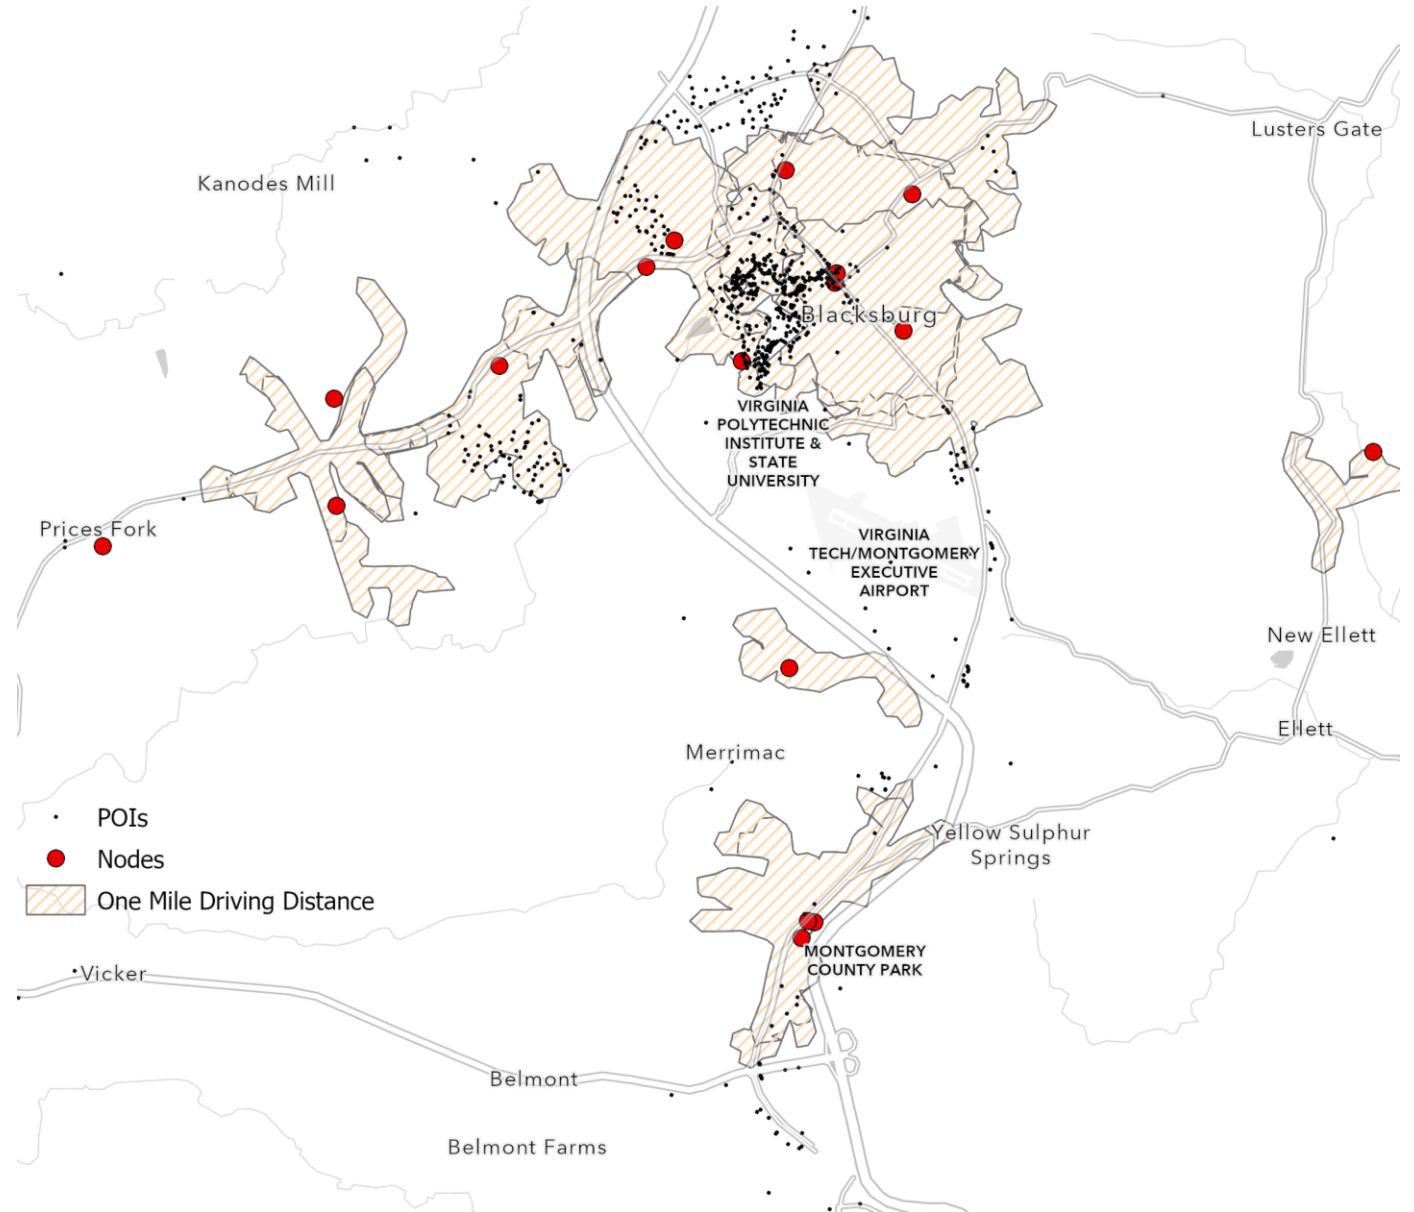 Lusters Gate
Kanodes Mill
Blacksburg
VIRGINIA
POLYTECHNIC
INSTITUTE &
STATE
UNIVERSITY
Prices Fork
VIRGINIA
TECH/MONTGOMERY
EXECUTIVE
AIRPORT
New Ellett
Ellett
Merrimac
POIs
Nodes
One Mile Driving Distance
Yellow Sulphur
Springs
MONTGOMERY
COUNTY PARK
Vicker
Belmont
Belmont Farms